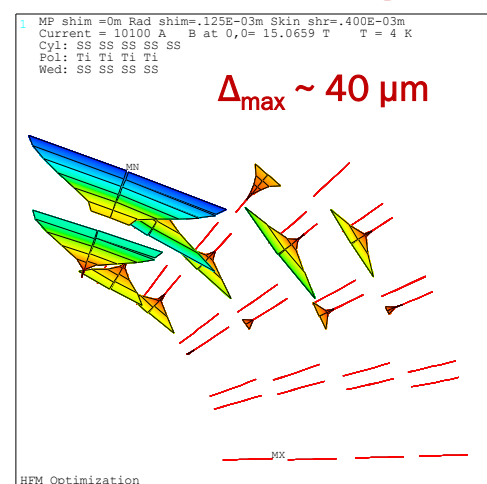 1 MP shim =0m Rad shim=.125E-03m Skin shr=.400E-03m
Current = 10100 A B at 0,0= 15.0659 T T = 4 K
Cyl: SS SS SS SS SS
Pol: Ti Ti Ti Ti
Wed: SS SS SS SS
Δmax ~ 40 µm
MN
MX
HFM Optimization